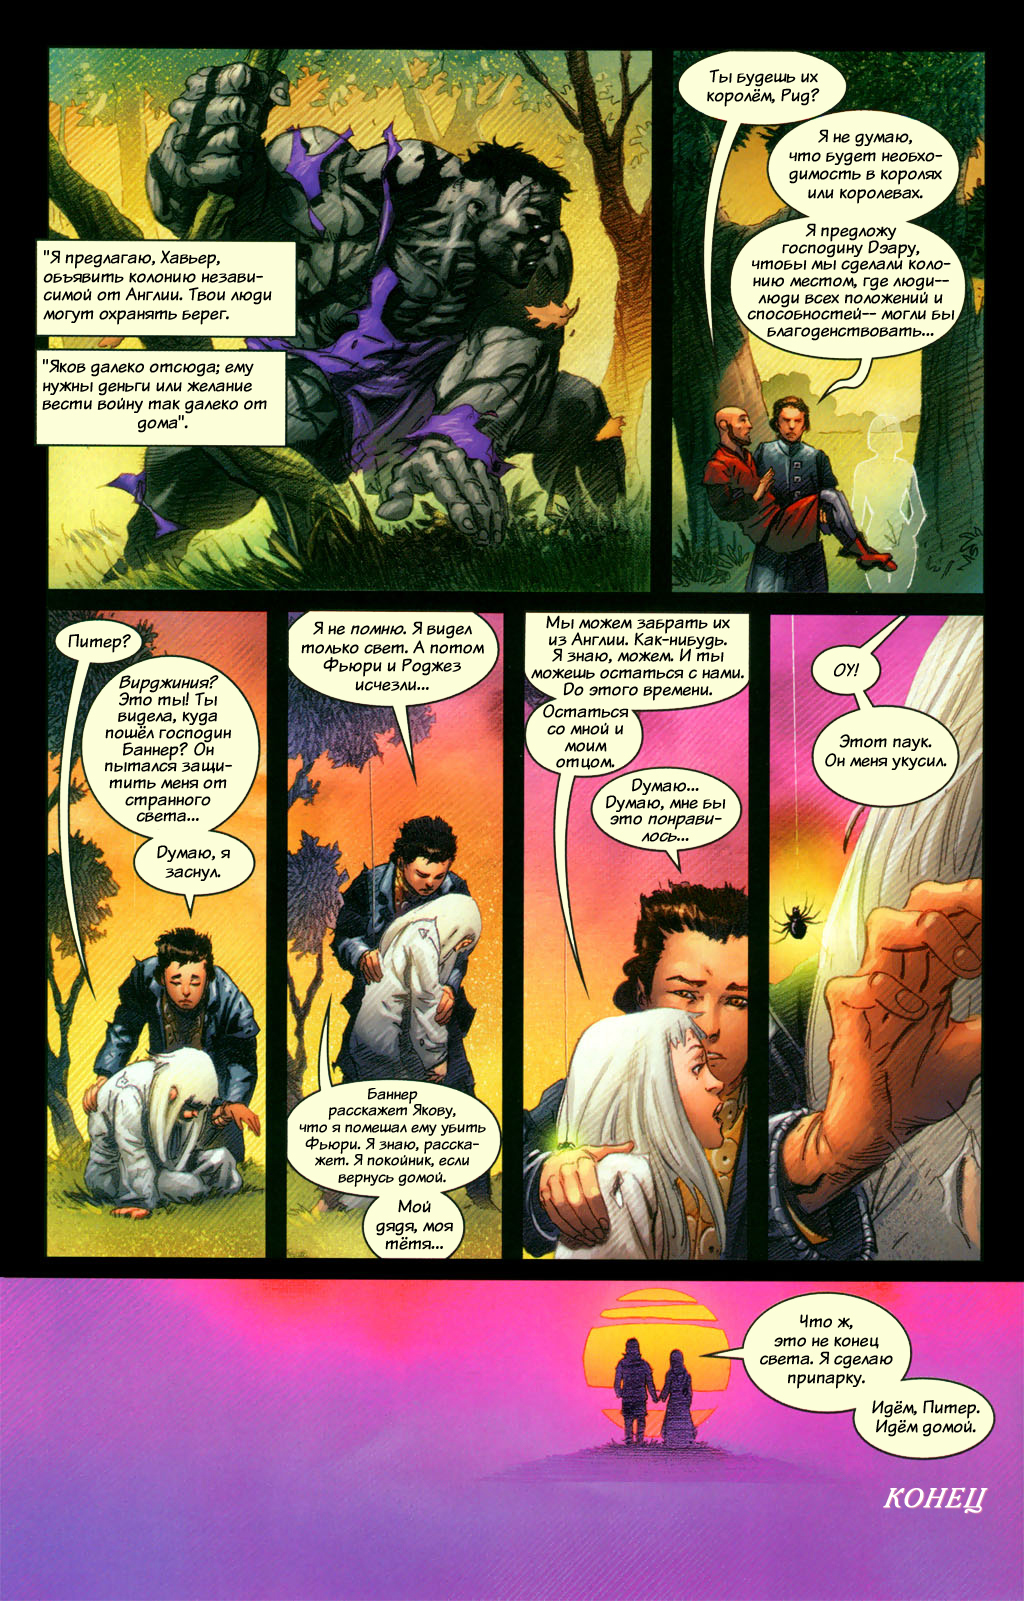 "Я предлагаю, Хавьер,
объявить колонию незави-
симой от Англии. Твои люди
могут охранять берег.
"Яков далеко отсюда; ему
нужны деньги или желание
вести войну так далеко от
дома".
Ты будешь их
королём, Рид?
Я не думаю,
что будет необхо-
димость в королях
или королевах.
Я предложу
господину Дэару,
чтобы мы сделали коло-
нию местом, где люди--
люди всех положений и
способностей-- могли бы
благоденствовать...
Питер?
Вирджиния?
Это ты! Ты
видела, куда
пошёл господин
Баннер? Он
пытался защи-
тить меня от
странного
света...
Думаю, я
заснул.
Я не помню. Я видел
только свет. А потом
Фьюри и Роджез
исчезли...
Баннер
расскажет Якову,
что я помешал ему убить
Фьюри. Я знаю, расска-
жет. Я покойник, если
вернусь домой.
Мой
дядя, моя
тётя...
Мы можем забрать их
из Англии. Как-нибудь.
Я знаю, можем. И ты
можешь остаться с нами.
До этого времени.
Остаться
со мной и
моим
отцом.
Думаю...
Думаю, мне бы
это понрави-
лось...
ОУ!
Этот паук.
Он меня укусил.
Что ж,
это не конец
света. Я сделаю
припарку.
Идём, Питер.
Идём домой.
КОНЕЦ